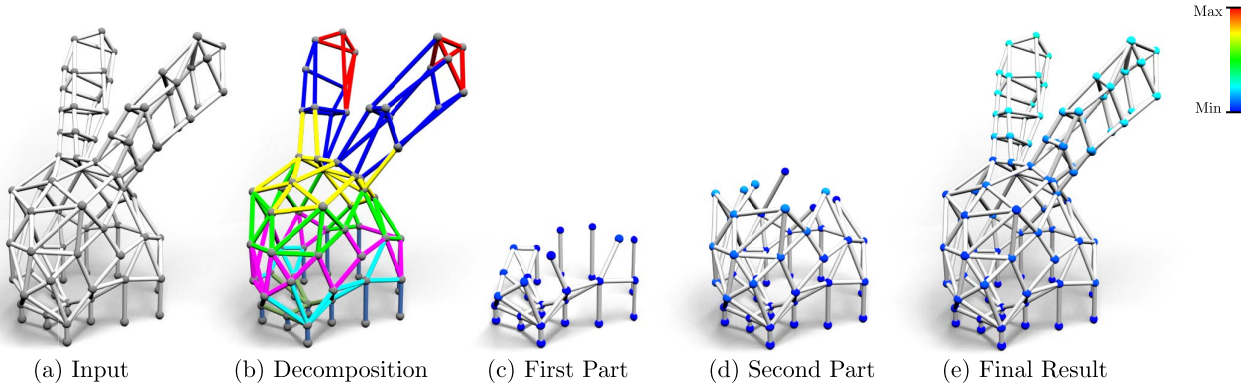 Max
Min
(a) Input
(b) Decomposition
(c) First Part
(d) Second Part
(e) Final Result